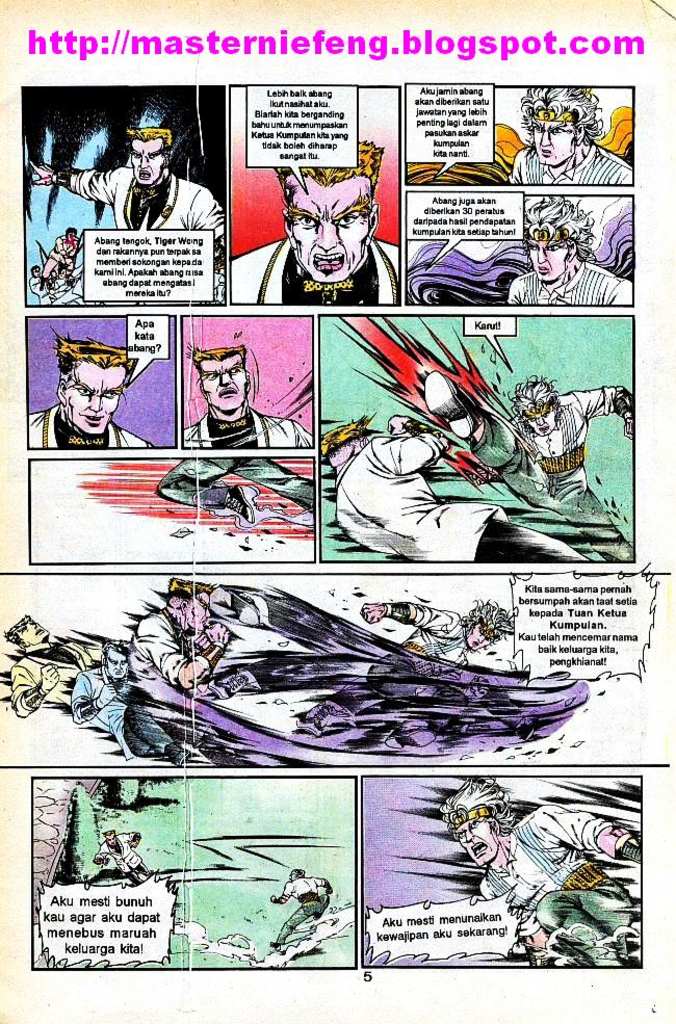 http://masterniefeng.blogspot.com
Abang tengok, Tiger Wong
dan rakannya pun terpaksa
memberi sokongan kepada
kami ini. Apakah abang rasa
abang dapat mengatasi
mereka itu?
Lebih baik abang
ikut nasihat aku.
Biarlah kita berganding
bahu untuk menumpaskan
Ketua Kumpulan kita yang
tidak boleh diharap
sangat itu.
Aku jamin abang
akan diberikan satu
jawatan yang lebih
penting lagi dalam
pasukan askar
kumpulan
kita nanti.
Abang juga akan
diberikan 30 peratus
daripada hasil pendapatan
kumpulan kita setiap tahun!
Apa
kata
abang?
Karut!
Kita sama-sama pernah
bersumpah akan taat setia
kepada Tuan Ketua
Kumpulan.
Kau telah mencemar nama
baik keluarga kita,
pengkhianat!
Aku mesti bunuh
kau agar aku dapat
menebus maruah
keluarga kita!
Aku mesti menunaikan
kewajipan aku sekarang!
5